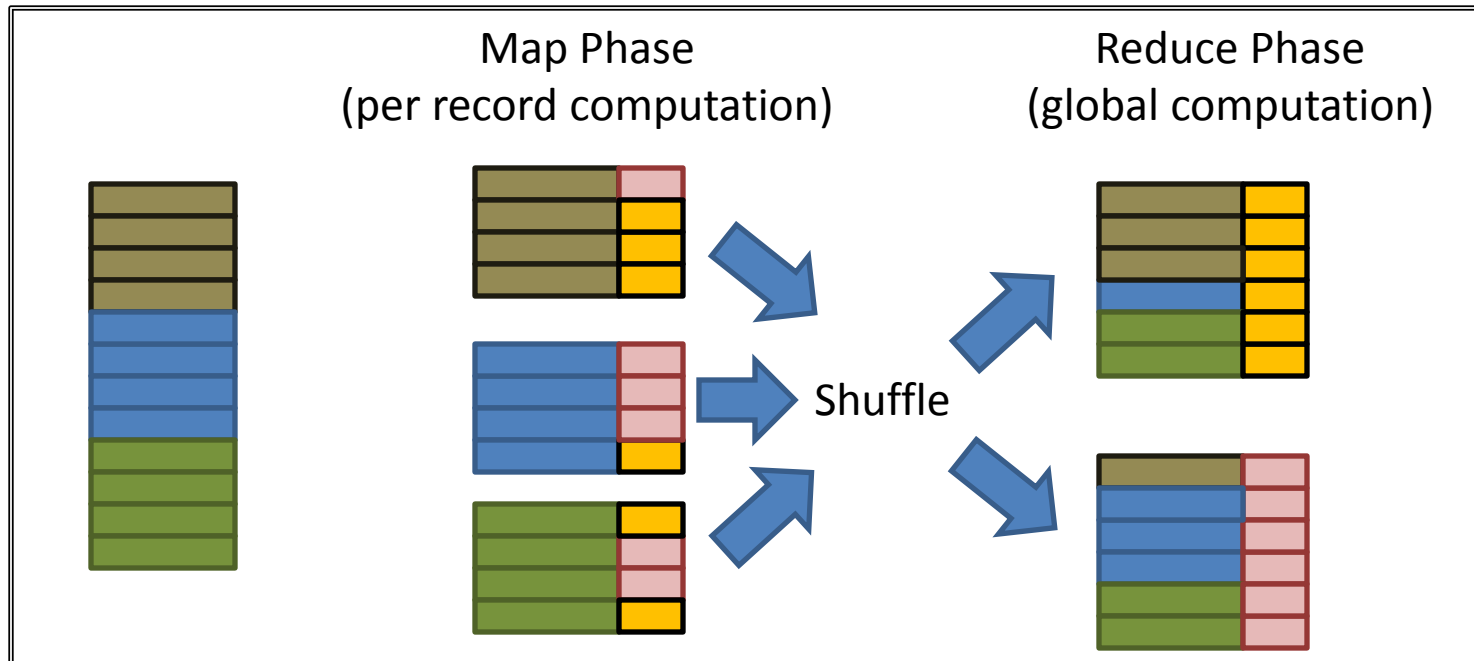 Map Phase
(per record computation)
Reduce Phase
(global computation)
Shuffle